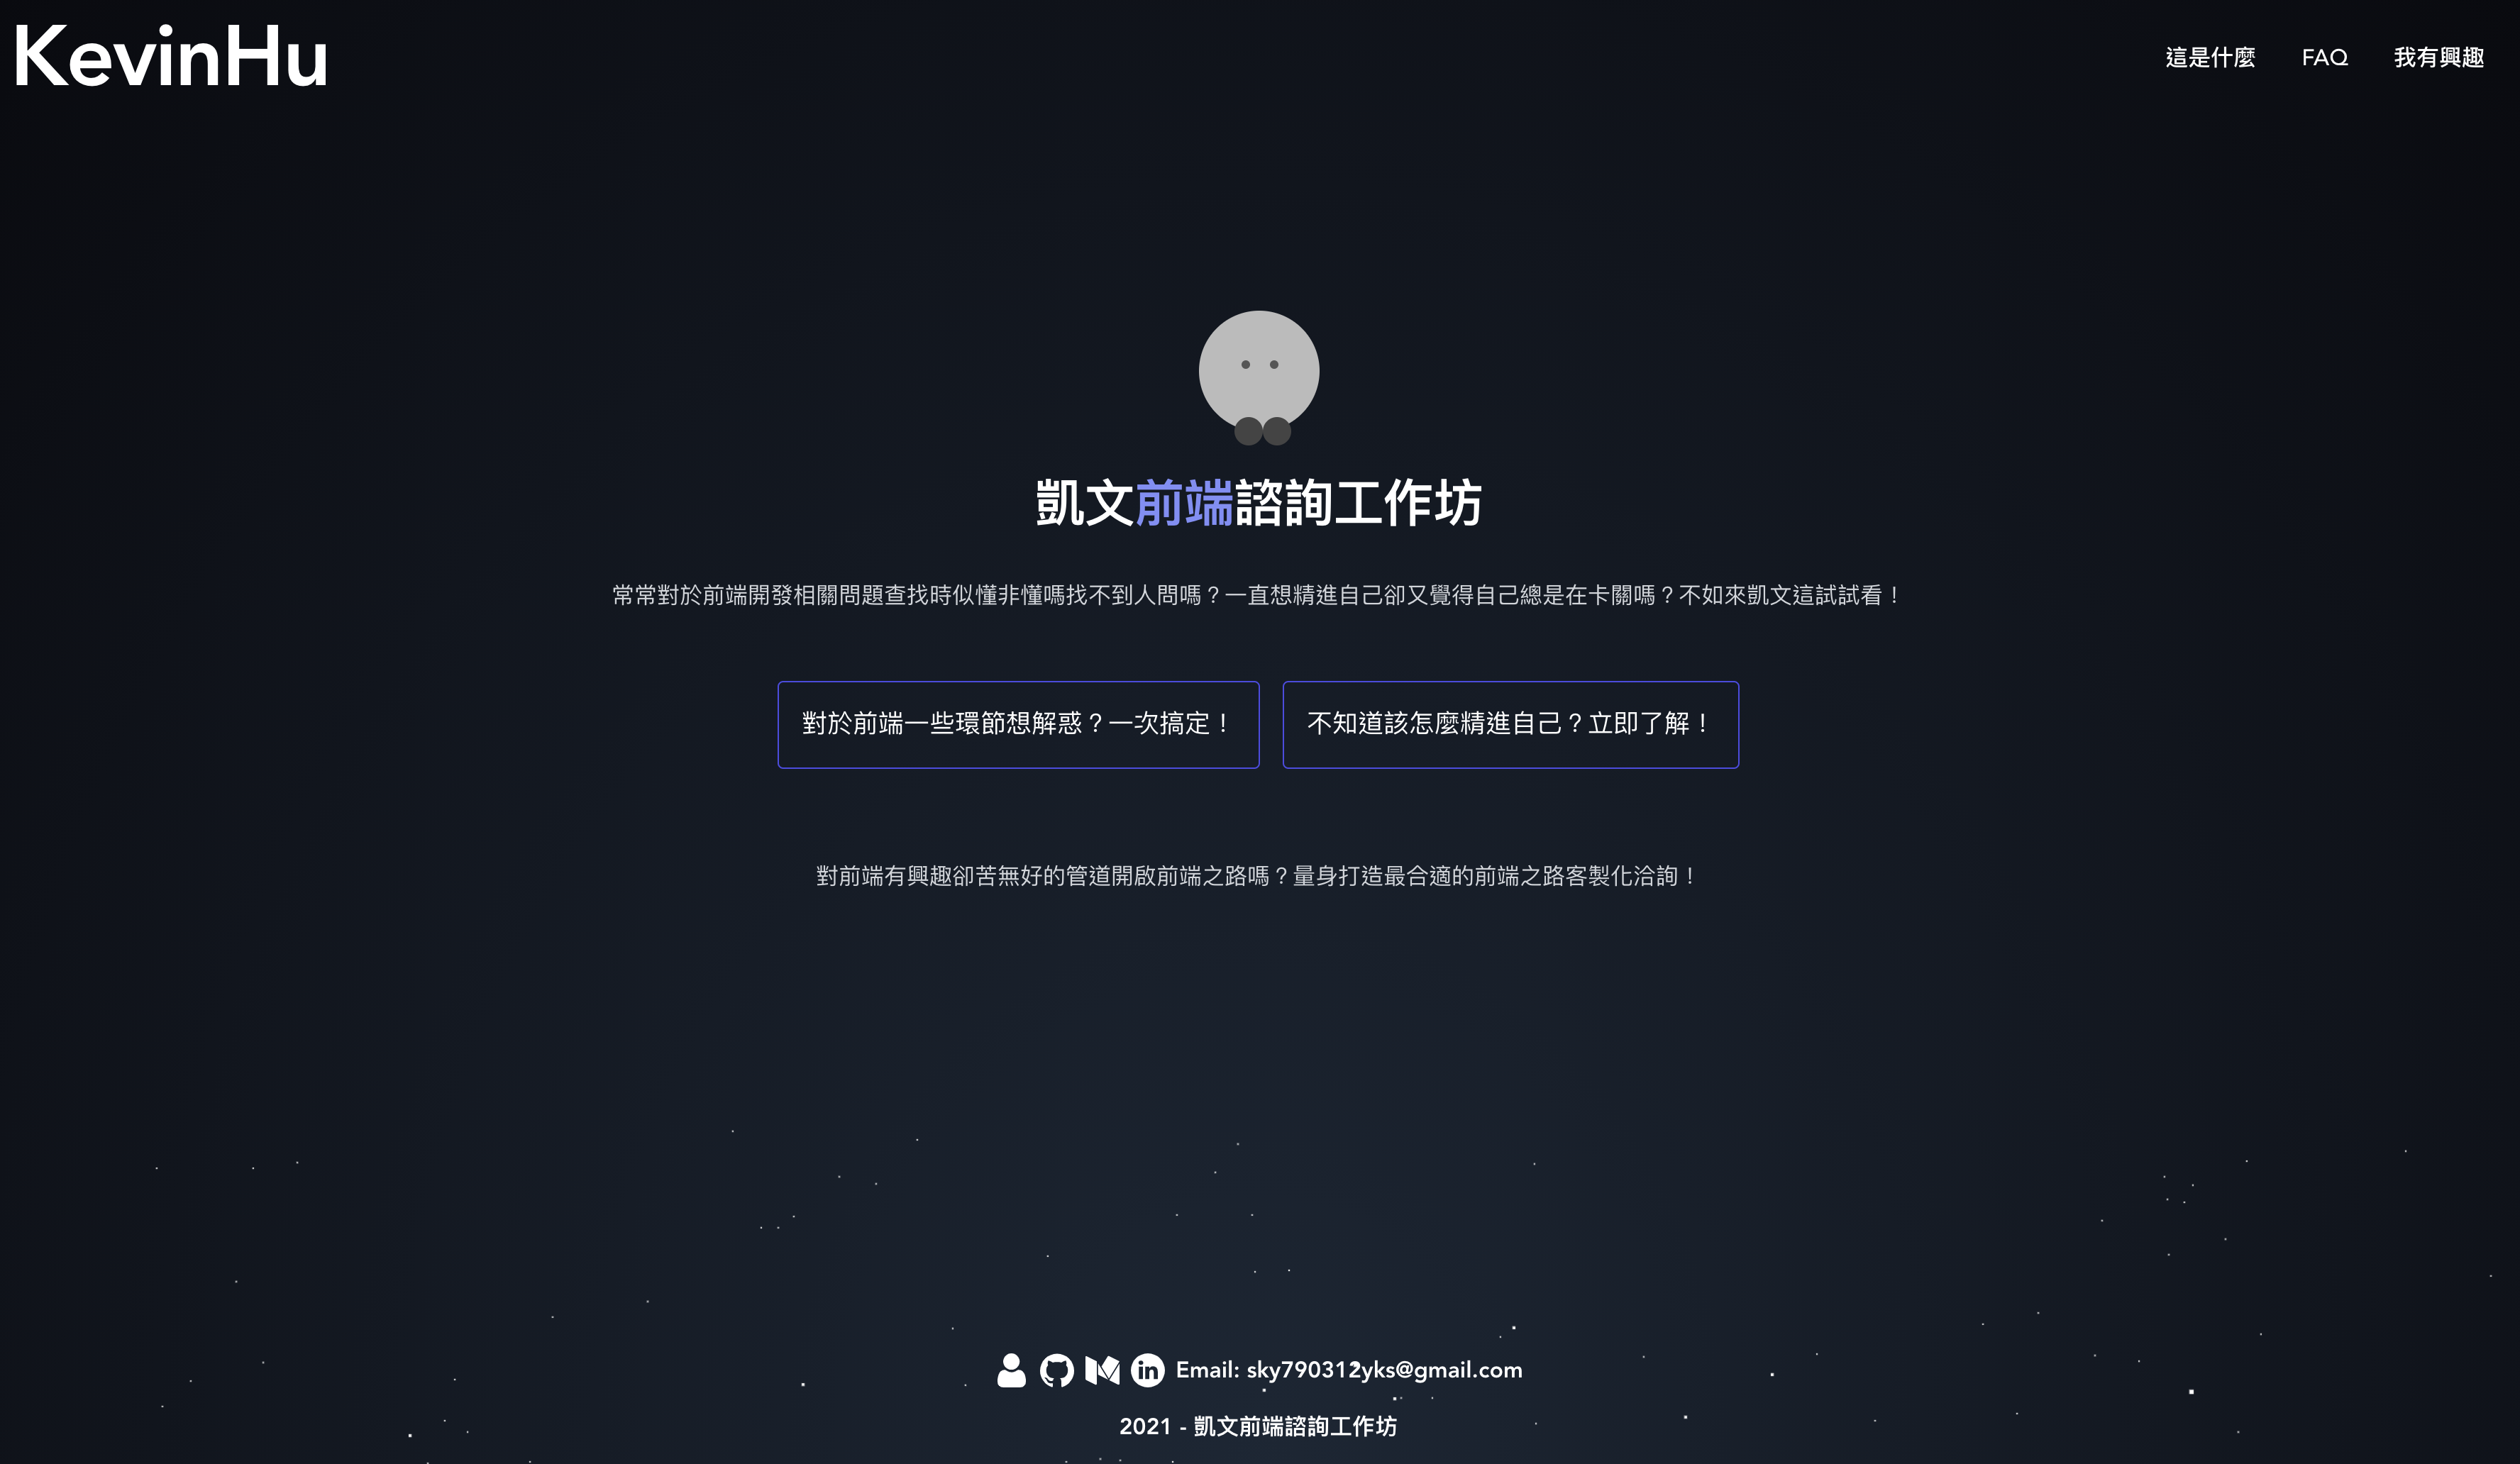 KevinHu
這是什麼 FAQ 我有興趣
凱文前端諮詢工作坊
常常對於前端開發相關問題查找時似懂非懂嗎找不到人問嗎？一直想精進自己卻又覺得自己總是在卡關嗎？不如來凱文這試試看！
對於前端一些環節想解惑？一次搞定！
不知道該怎麼精進自己？立即了解！
對前端有興趣卻苦無好的管道開啟前端之路嗎？量身打造最合適的前端之路客製化洽詢！
Email: sky790312yks@gmail.com
2021 - 凱文前端諮詢工作坊